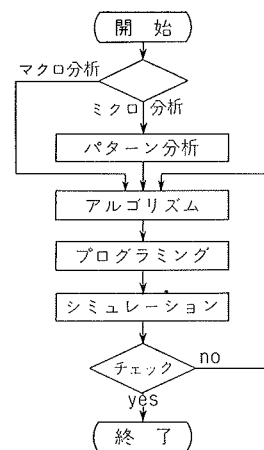 開 始
マクロ分析
ミクロ 分析
パターン分析
アルゴリズム
プログラミング
シミュレーション
チェック
no
yes
終 了